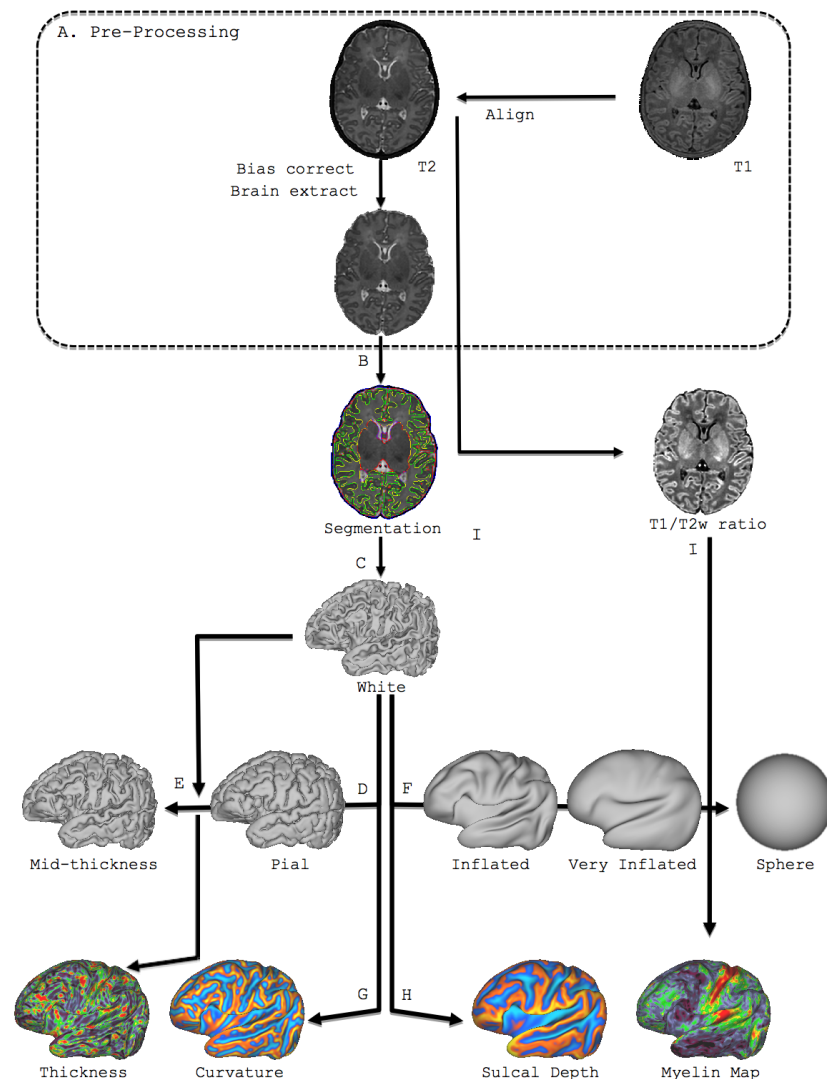 A. Pre-Processing
Align
T2
T1
Bias correct
Brain extract
B
Segmentation
I
T1/T2w ratio
C
I
White
E
D
F
Mid-thickness
Pial
Inflated
Very Inflated
Sphere
G
H
Thickness
Curvature
Sulcal Depth
Myelin Map